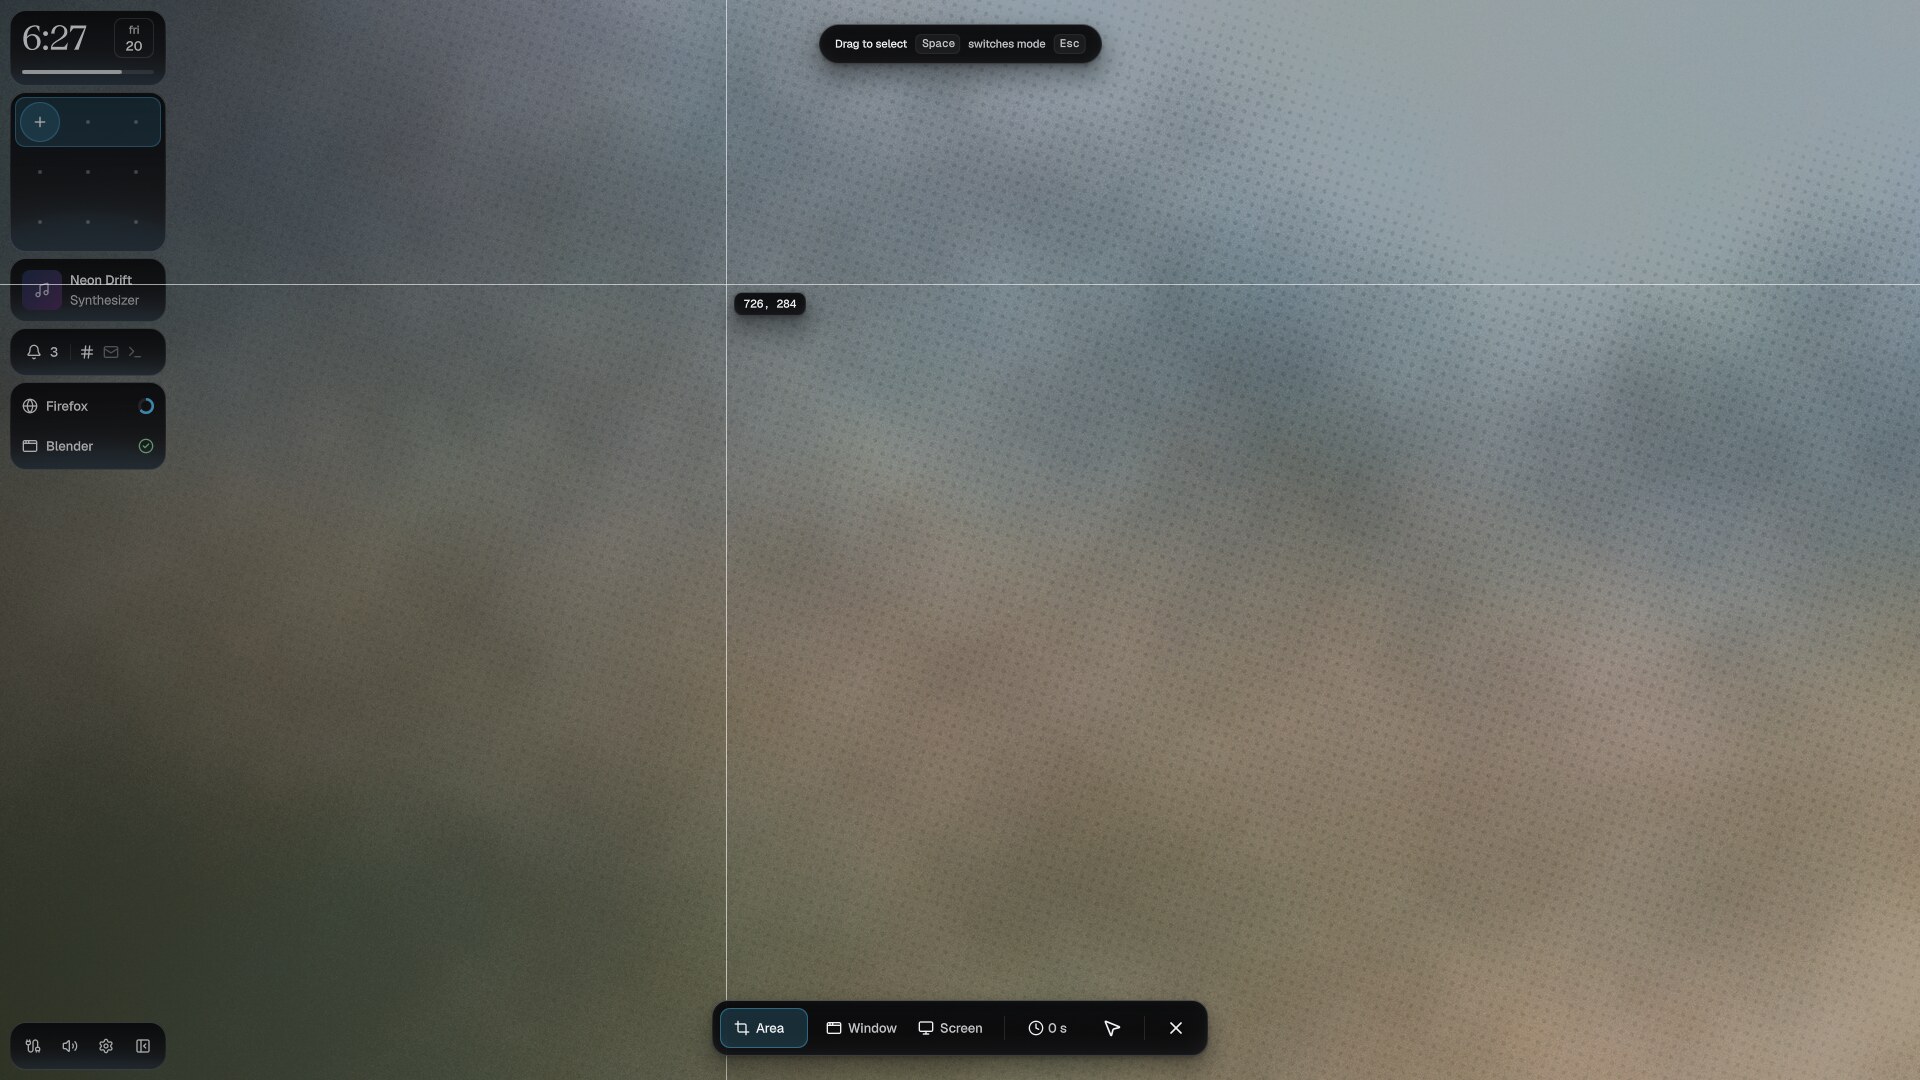 6:27
fri
20
Drag to select Space switches mode Esc
Neon Drift
Synthesizer
726, 284
3
Firefox
Blender
Area Window Screen 0 s